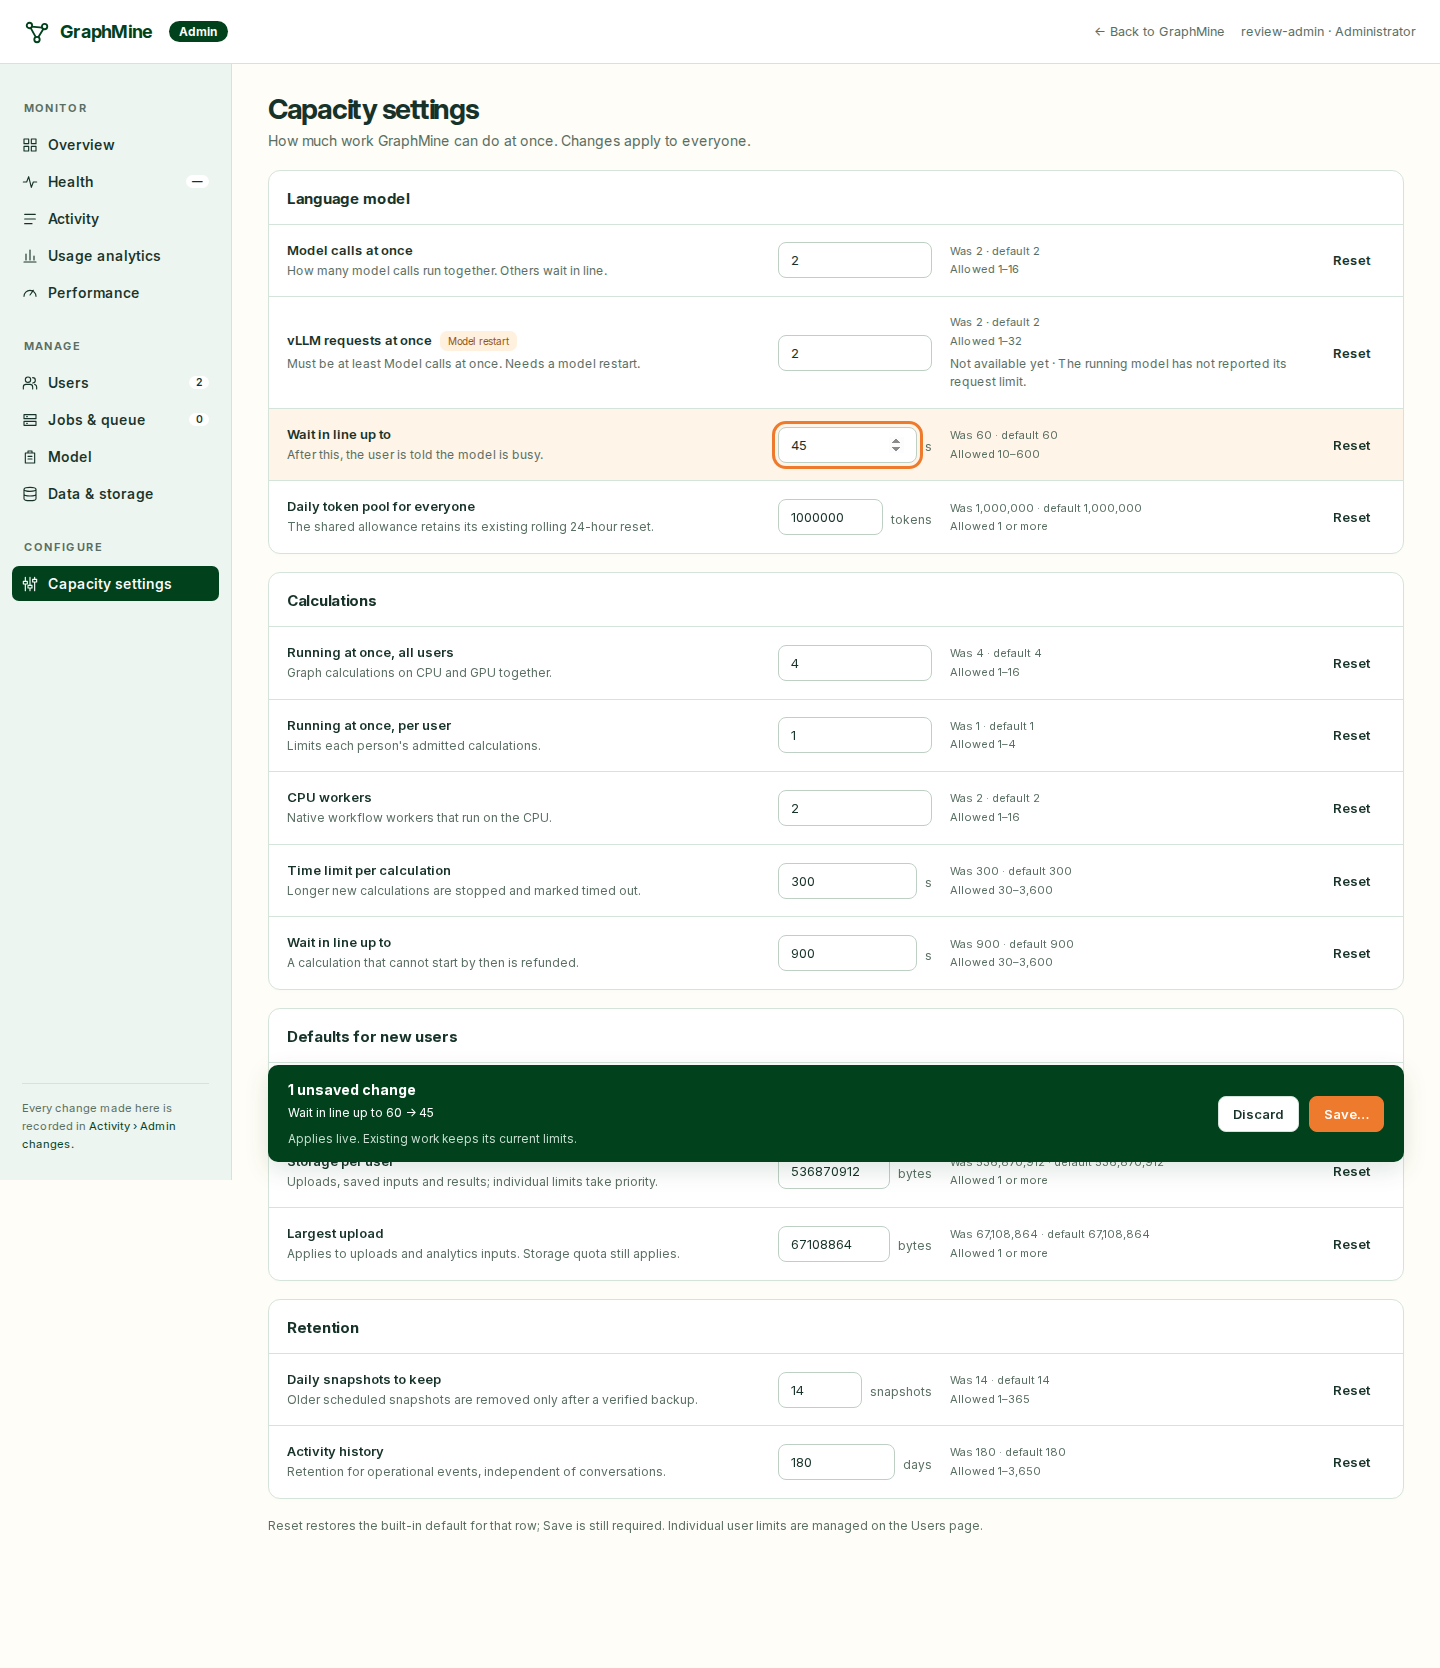 GraphMine Admin
← Back to GraphMine review-admin · Administrator
MONITOR
Overview
Health —
Activity
Usage analytics
Performance
MANAGE
Users 2
Jobs & queue 0
Model
Data & storage
CONFIGURE
Capacity settings
Every change made here is
recorded in Activity › Admin
changes.
Capacity settings
How much work GraphMine can do at once. Changes apply to everyone.
Language model
Model calls at once
How many model calls run together. Others wait in line.
2
Was 2 · default 2
Allowed 1–16
Reset
vLLM requests at once Model restart
Must be at least Model calls at once. Needs a model restart.
2
Was 2 · default 2
Allowed 1–32
Not available yet · The running model has not reported its
request limit.
Reset
Wait in line up to
After this, the user is told the model is busy.
45 s
Was 60 · default 60
Allowed 10–600
Reset
Daily token pool for everyone
The shared allowance retains its existing rolling 24-hour reset.
1000000 tokens
Was 1,000,000 · default 1,000,000
Allowed 1 or more
Reset
Calculations
Running at once, all users
Graph calculations on CPU and GPU together.
4
Was 4 · default 4
Allowed 1–16
Reset
Running at once, per user
Limits each person's admitted calculations.
1
Was 1 · default 1
Allowed 1–4
Reset
CPU workers
Native workflow workers that run on the CPU.
2
Was 2 · default 2
Allowed 1–16
Reset
Time limit per calculation
Longer new calculations are stopped and marked timed out.
300 s
Was 300 · default 300
Allowed 30–3,600
Reset
Wait in line up to
A calculation that cannot start by then is refunded.
900 s
Was 900 · default 900
Allowed 30–3,600
Reset
Defaults for new users
1 unsaved change
Wait in line up to 60 → 45
Applies live. Existing work keeps its current limits.
Discard Save…
Storage per user
Uploads, saved inputs and results; individual limits take priority.
536870912 bytes
Was 536,870,912 · default 536,870,912
Allowed 1 or more
Reset
Largest upload
Applies to uploads and analytics inputs. Storage quota still applies.
67108864 bytes
Was 67,108,864 · default 67,108,864
Allowed 1 or more
Reset
Retention
Daily snapshots to keep
Older scheduled snapshots are removed only after a verified backup.
14 snapshots
Was 14 · default 14
Allowed 1–365
Reset
Activity history
Retention for operational events, independent of conversations.
180 days
Was 180 · default 180
Allowed 1–3,650
Reset
Reset restores the built-in default for that row; Save is still required. Individual user limits are managed on the Users page.